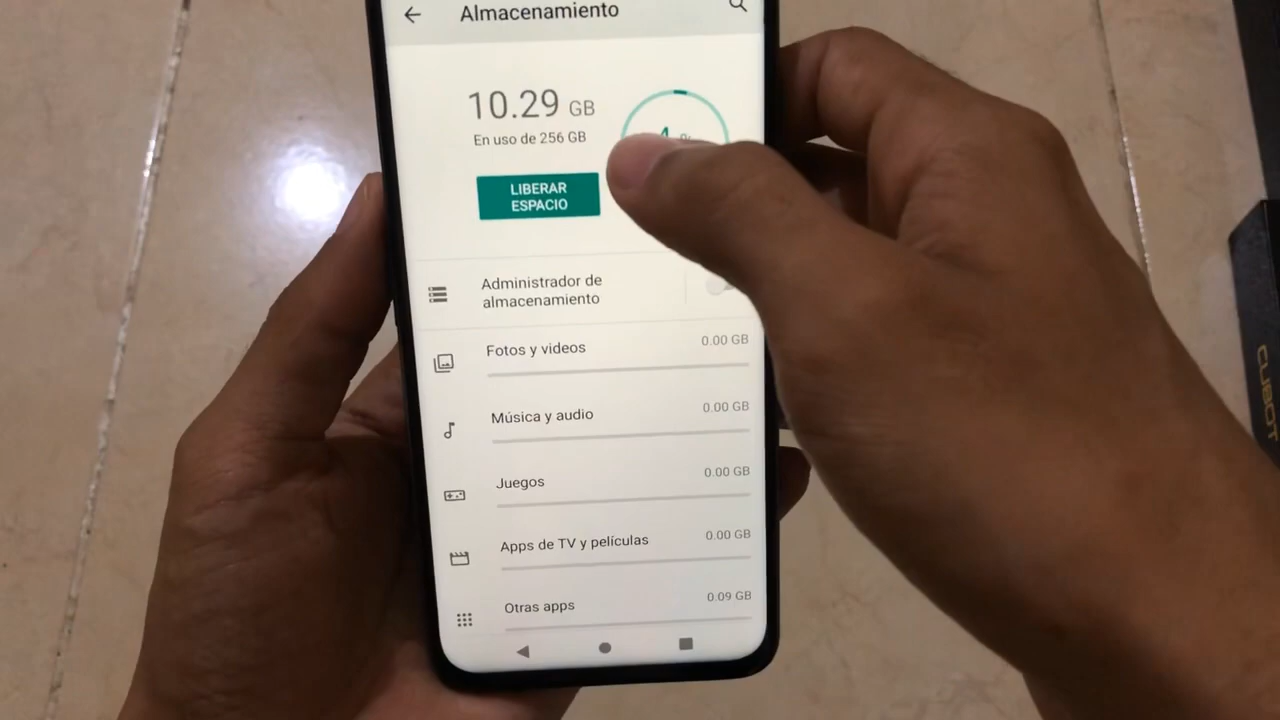 Almacenamiento
10.29 GB
En uso de 256 GB
LIBERAR
ESPACIO
Administrador de
almacenamiento
Fotos y videos
0.00 GB
Música y audio
0.00 GB
Juegos
0.00 GB
Apps de TV y películas
0.00 GB
Otras apps
0.09 GB
CUBOT